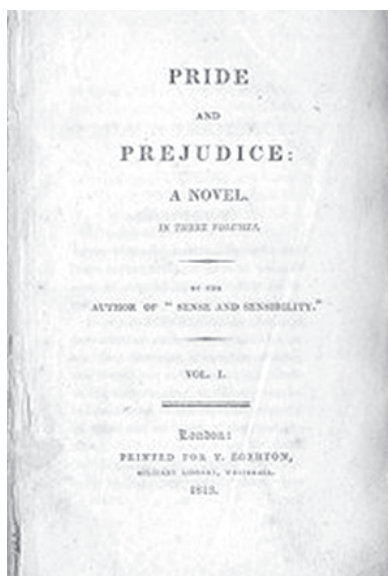 PRIDE
AND
PREJUDICE:
A NOVEL.
IN THREE VOLUMES.
BY THE
AUTHOR OF " SENSE AND SENSIBILITY."
VOL. I.
London:
PRINTED FOR T. EGERTON,
MILITARY LIBRARY, WHITEHALL.
1813.